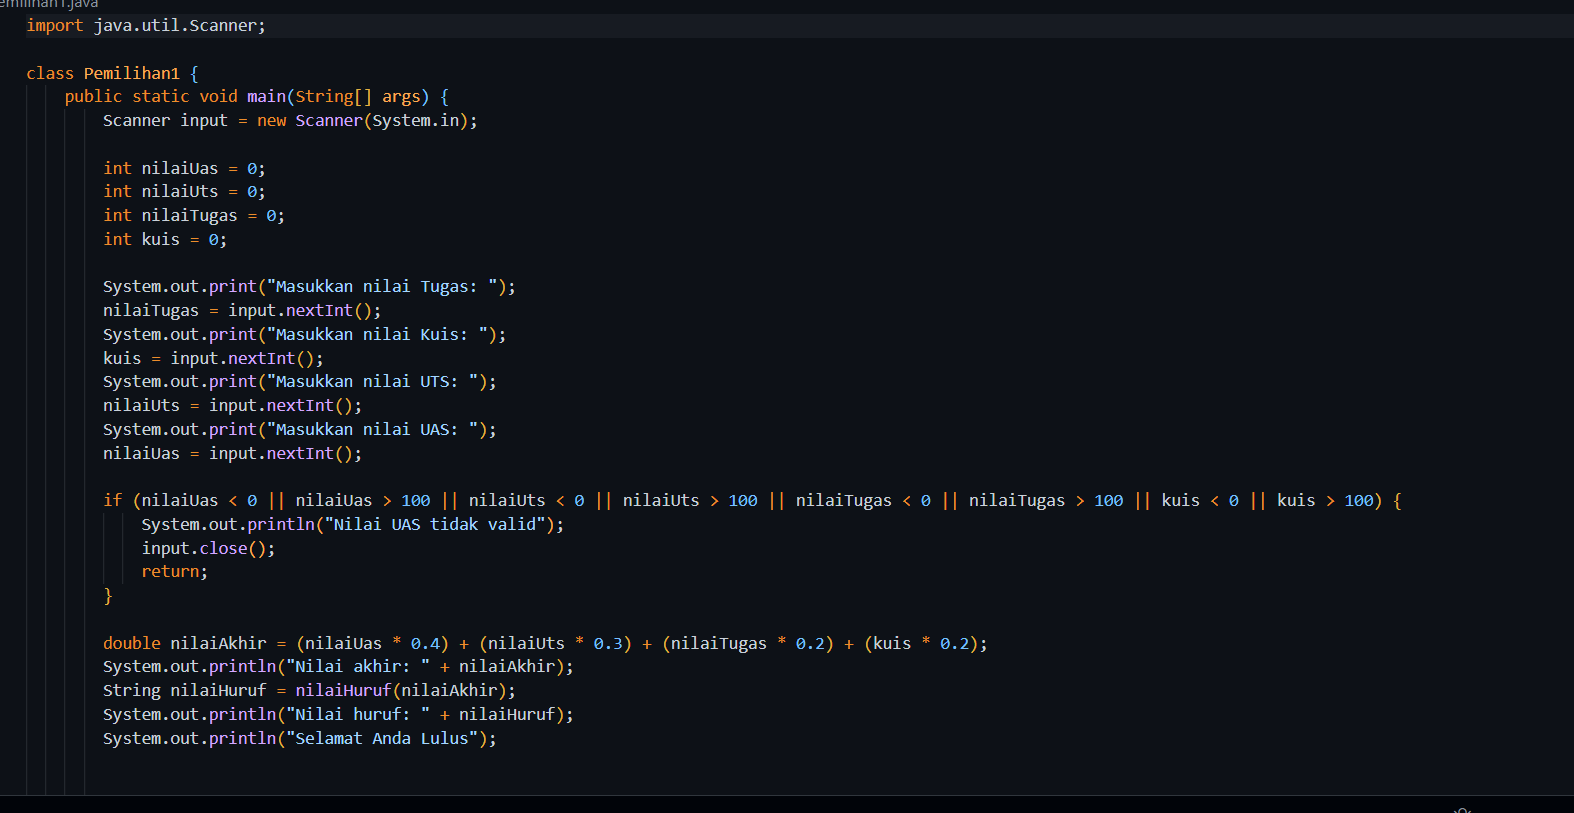 import java.util.Scanner;
class Pemilihan1 {
public static void main(String[] args) {
Scanner input = new Scanner(System.in);
int nilaiUas = 0;
int nilaiUts = 0;
int nilaiTugas = 0;
int kuis = 0;
System.out.print("Masukkan nilai Tugas: ");
nilaiTugas = input.nextInt();
System.out.print("Masukkan nilai Kuis: ");
kuis = input.nextInt();
System.out.print("Masukkan nilai UTS: ");
nilaiUts = input.nextInt();
System.out.print("Masukkan nilai UAS: ");
nilaiUas = input.nextInt();
if (nilaiUas < 0 || nilaiUas > 100 || nilaiUts < 0 || nilaiUts > 100 || nilaiTugas < 0 || nilaiTugas > 100 || kuis < 0 || kuis > 100) {
System.out.println("Nilai UAS tidak valid");
input.close();
return;
}
double nilaiAkhir = (nilaiUas * 0.4) + (nilaiUts * 0.3) + (nilaiTugas * 0.2) + (kuis * 0.2);
System.out.println("Nilai akhir: " + nilaiAkhir);
String nilaiHuruf = nilaiHuruf(nilaiAkhir);
System.out.println("Nilai huruf: " + nilaiHuruf);
System.out.println("Selamat Anda Lulus");